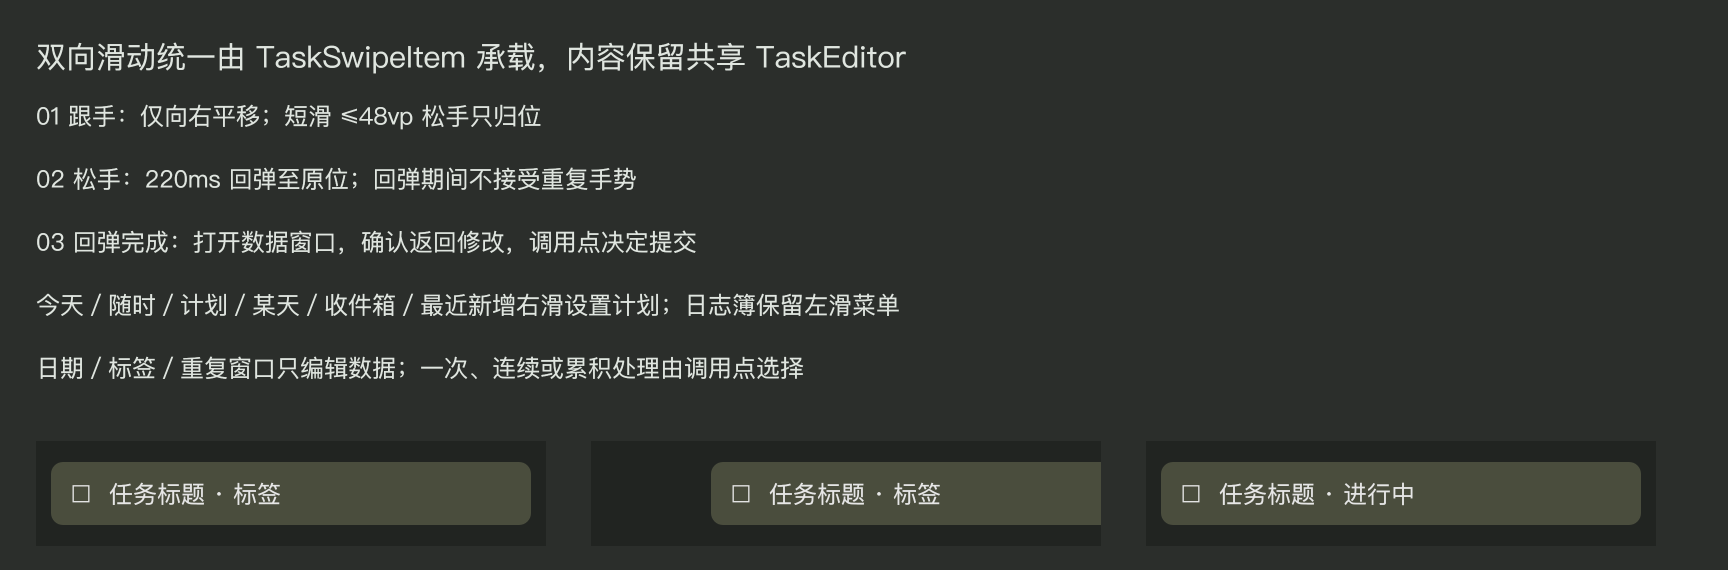 双向滑动统一由 TaskSwipeItem 承载，内容保留共享 TaskEditor
01 跟手：仅向右平移；短滑 ≤48vp 松手只归位
02 松手：220ms 回弹至原位；回弹期间不接受重复手势
03 回弹完成：打开数据窗口，确认返回修改，调用点决定提交
今天 / 随时 / 计划 / 某天 / 收件箱 / 最近新增右滑设置计划；日志簿保留左滑菜单
日期 / 标签 / 重复窗口只编辑数据；一次、连续或累积处理由调用点选择
☐ 任务标题 · 标签
☐ 任务标题 · 标签
☐ 任务标题 · 进行中